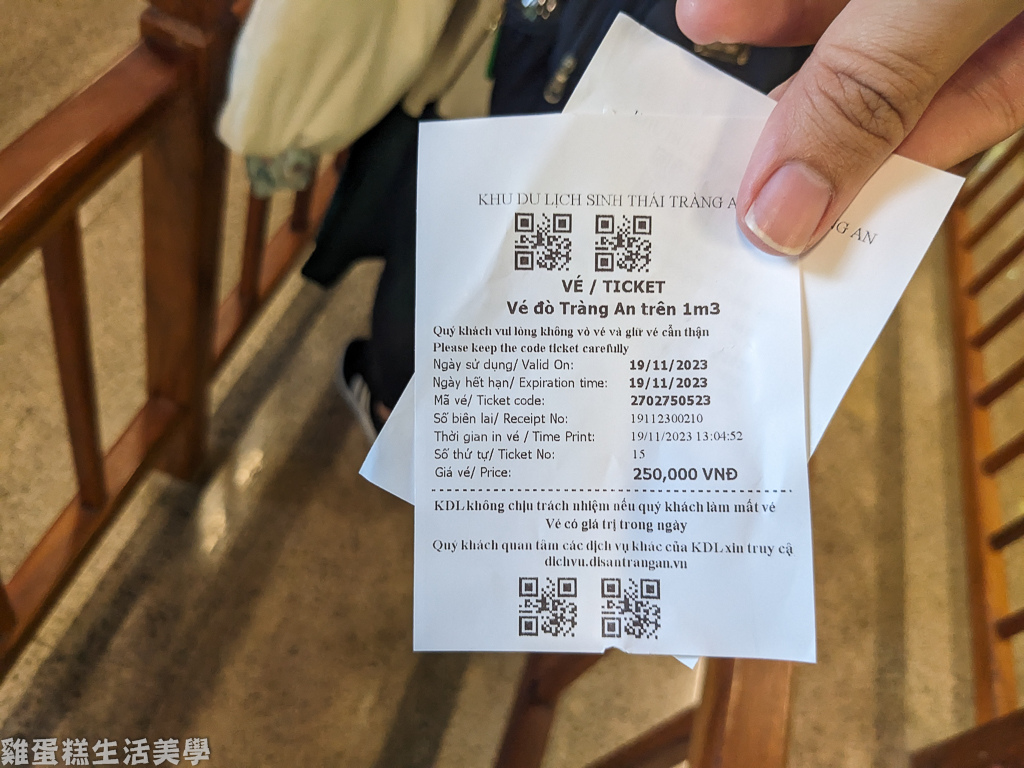 KHU DU LỊCH SINH THÁI TRÀNG A
NG AN
VÉ / TICKET
Vé đò Tràng An trên 1m3
Quý khách vui lòng không vò vé và giữ vé cẩn thận
Please keep the code ticket carefully
Ngày sử dụng/ Valid On: 19/11/2023
Ngày hết hạn/ Expiration time: 19/11/2023
Mã vé/ Ticket code: 2702750523
Số biên lai/ Receipt No: 19112300210
Thời gian in vé / Time Print: 19/11/2023 13:04:52
Số thứ tự/ Ticket No: 15
Giá vé/ Price: 250,000 VNĐ
KDL không chịu trách nhiệm nếu quý khách làm mất vé
Vé có giá trị trong ngày
Quý khách quan tâm các dịch vụ khác của KDL xin truy cậ
dichvu.disantrangan.vn
雞蛋糕生活美學